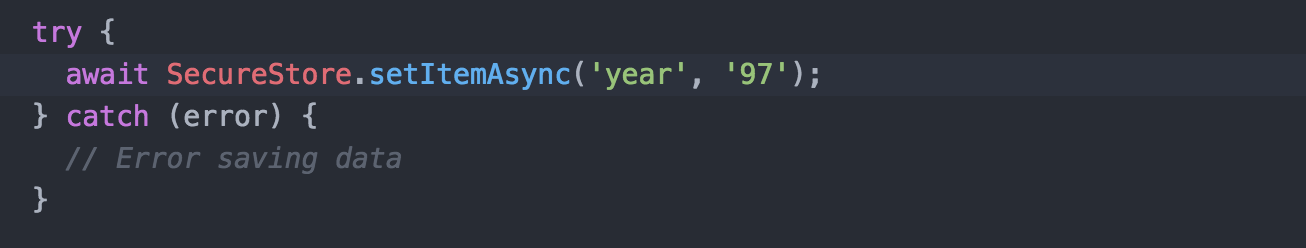 try {
  await SecureStore.setItemAsync('year', '97');
} catch (error) {
  // Error saving data
}